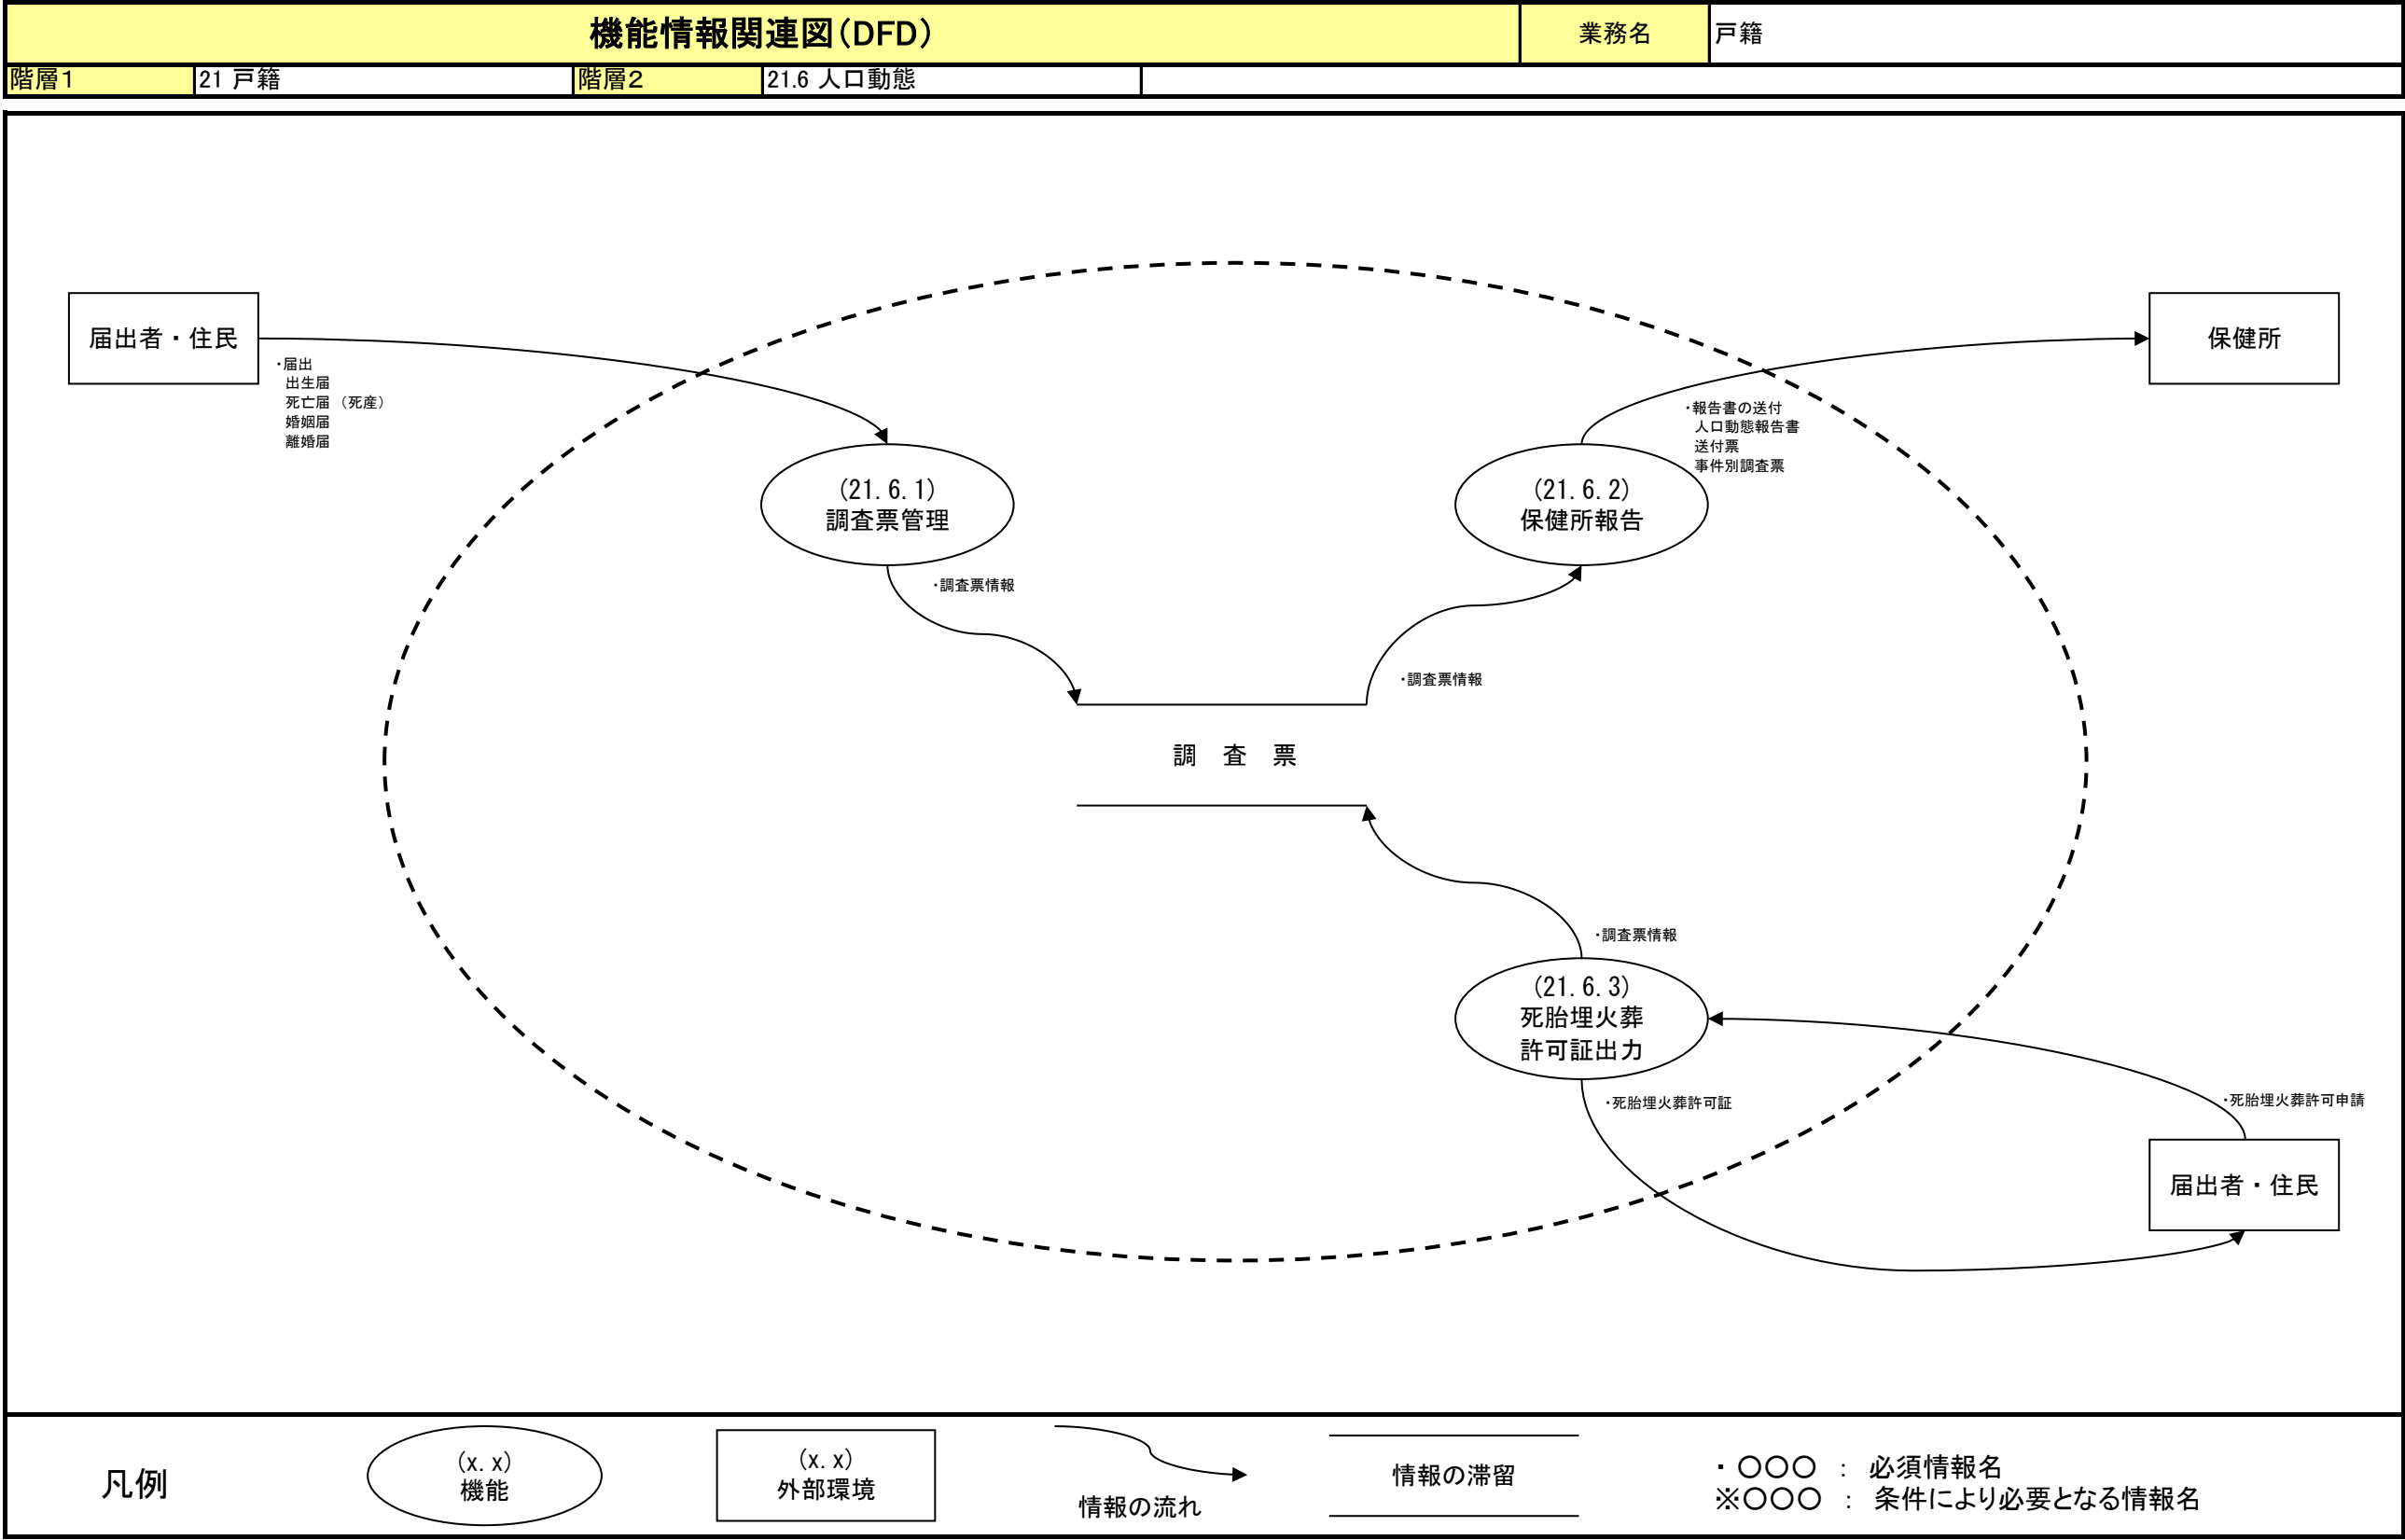 機能情報関連図（DFD）
業務名
戸籍
階層１
21 戸籍
階層２
21.6 人口動態
届出者・住民
・届出
出生届
死亡届（死産）
婚姻届
離婚届
保健所
・報告書の送付
人口動態報告書
送付票
事件別調査票
(21.6.1)
調査票管理
(21.6.2)
保健所報告
・調査票情報
・調査票情報
調　査　票
・調査票情報
(21.6.3)
死胎埋火葬
許可証出力
・死胎埋火葬許可証
・死胎埋火葬許可申請
届出者・住民
凡例
(x.x)
機能
(x.x)
外部環境
情報の流れ
情報の滞留
・ ○○○ ： 必須情報名
※○○○ ： 条件により必要となる情報名